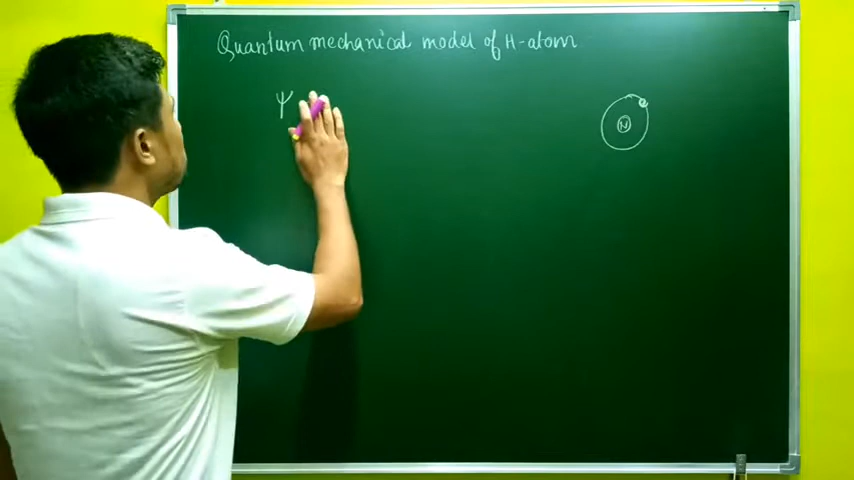 Quantum mechanical model of H-atom
ψ
e
N